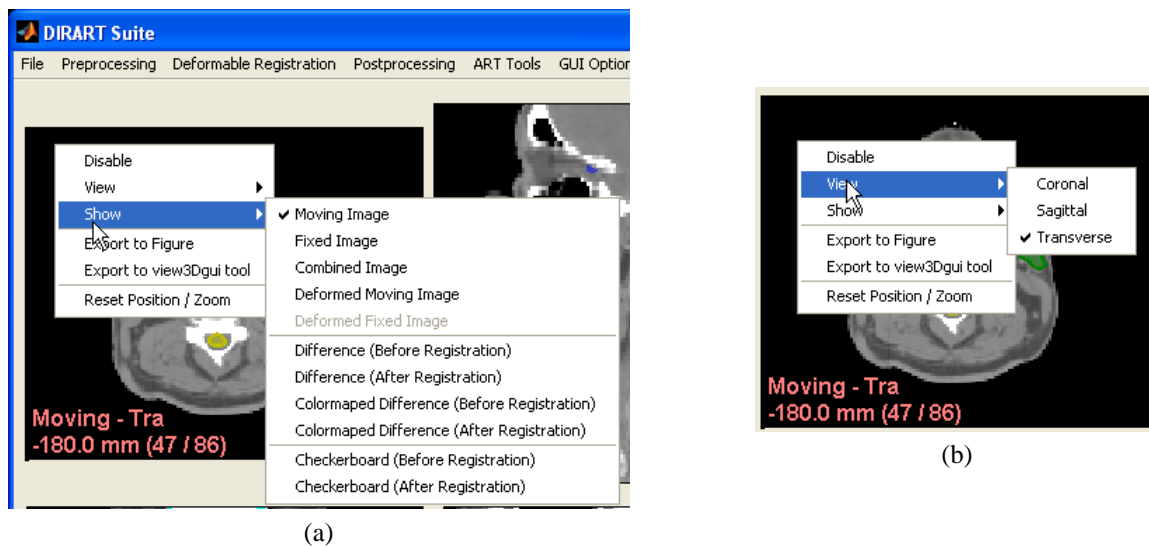 DIRART Suite
File Preprocessing Deformable Registration Postprocessing ART Tools GUI Option
Disable
View
Show
Export to Figure
Export to view3Dgui tool
Reset Position / Zoom
Moving Image
Fixed Image
Combined Image
Deformed Moving Image
Deformed Fixed Image
Difference (Before Registration)
Difference (After Registration)
Colormaped Difference (Before Registration)
Colormaped Difference (After Registration)
Checkerboard (Before Registration)
Checkerboard (After Registration)
Moving - Tra
-180.0 mm (47 / 86)
(a)
Disable
View
Show
Export to Figure
Export to view3Dgui tool
Reset Position / Zoom
Coronal
Sagittal
Transverse
Moving - Tra
-180.0 mm (47 / 86)
(b)